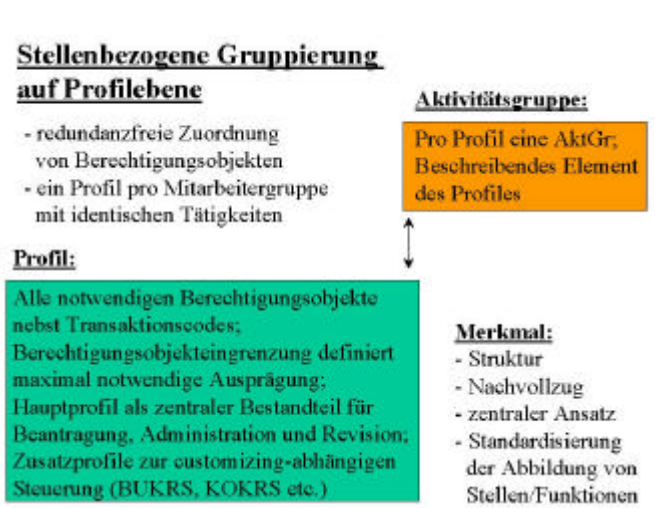 Stellenbezogene Gruppierung
auf Profilebene
- redundanzfreie Zuordnung
von Berechtigungsobjekten
- ein Profil pro Mitarbeitergruppe
mit identischen Tätigkeiten
Aktivitätsgruppe:
Pro Profil eine AktGr;
Beschreibendes Element
des Profiles
Profil:
Alle notwendigen Berechtigungsobjekte
nebst Transaktionscodes;
Berechtigungsobjekteingrenzung definiert
maximal notwendige Ausprägung;
Hauptprofil als zentraler Bestandteil für
Beantragung, Administration und Revision;
Zusatzprofile zur customizing-abhängigen
Steuerung (BUKRS, KOKRS etc.)
Merkmal:
- Struktur
- Nachvollzug
- zentraler Ansatz
- Standardisierung
der Abbildung von
Stellen/Funktionen